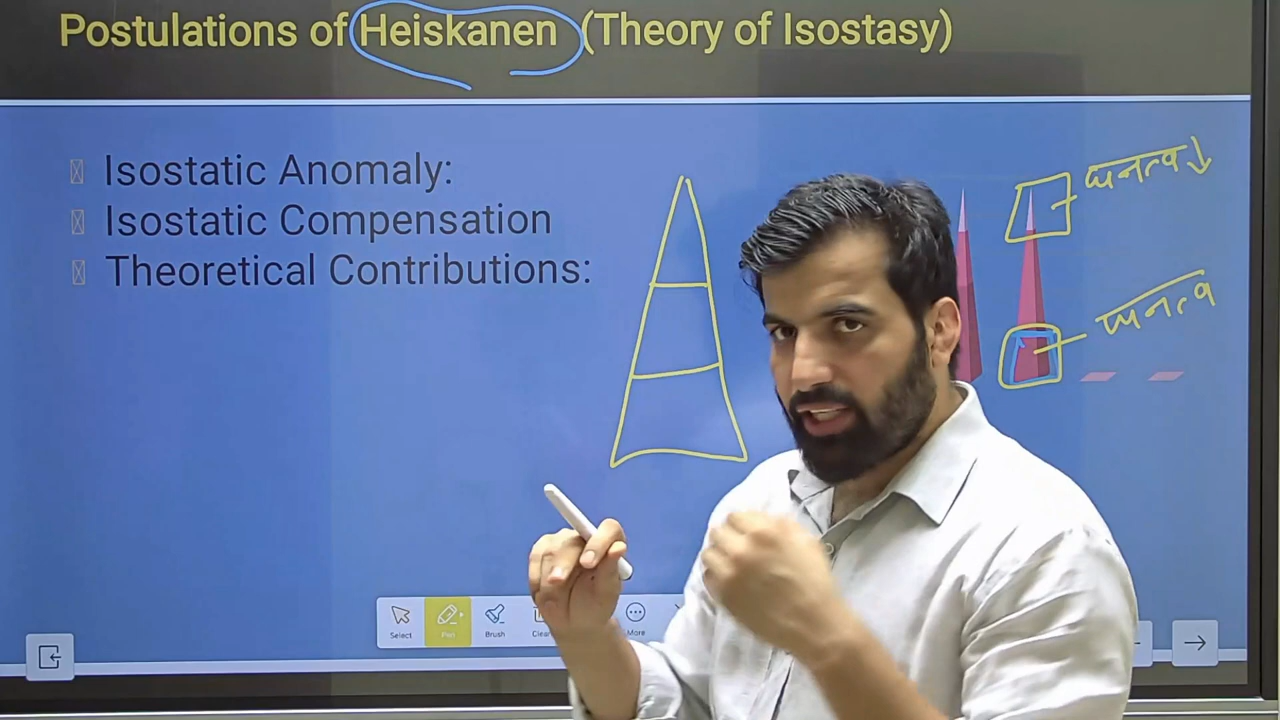 Postulations of Heiskanen (Theory of Isostasy)
Isostatic Anomaly:
Isostatic Compensation
Theoretical Contributions:
घनत्व ↓
घनत्व
Select
Pen
Brush
More